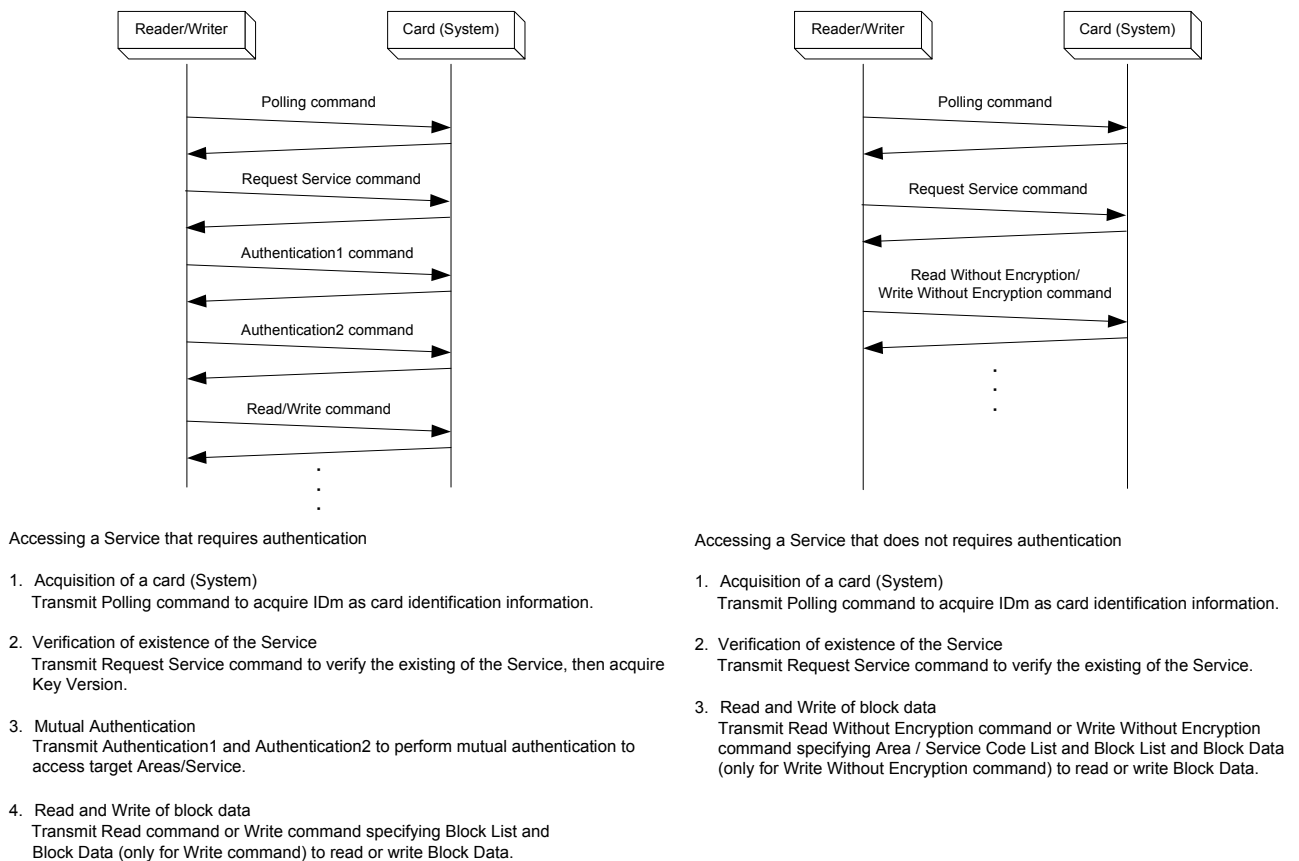 Reader/Writer
Card (System)
Polling command
Request Service command
Authentication1 command
Authentication2 command
Read/Write command
.
.
.
Accessing a Service that requires authentication
1. Acquisition of a card (System)
Transmit Polling command to acquire IDm as card identification information.
2. Verification of existence of the Service
Transmit Request Service command to verify the existing of the Service, then acquire
Key Version.
3. Mutual Authentication
Transmit Authentication1 and Authentication2 to perform mutual authentication to
access target Areas/Service.
4. Read and Write of block data
Transmit Read command or Write command specifying Block List and
Block Data (only for Write command) to read or write Block Data.
Reader/Writer
Card (System)
Polling command
Request Service command
Read Without Encryption/
Write Without Encryption command
.
.
.
Accessing a Service that does not requires authentication
1. Acquisition of a card (System)
Transmit Polling command to acquire IDm as card identification information.
2. Verification of existence of the Service
Transmit Request Service command to verify the existing of the Service.
3. Read and Write of block data
Transmit Read Without Encryption command or Write Without Encryption
command specifying Area / Service Code List and Block List and Block Data
(only for Write Without Encryption command) to read or write Block Data.